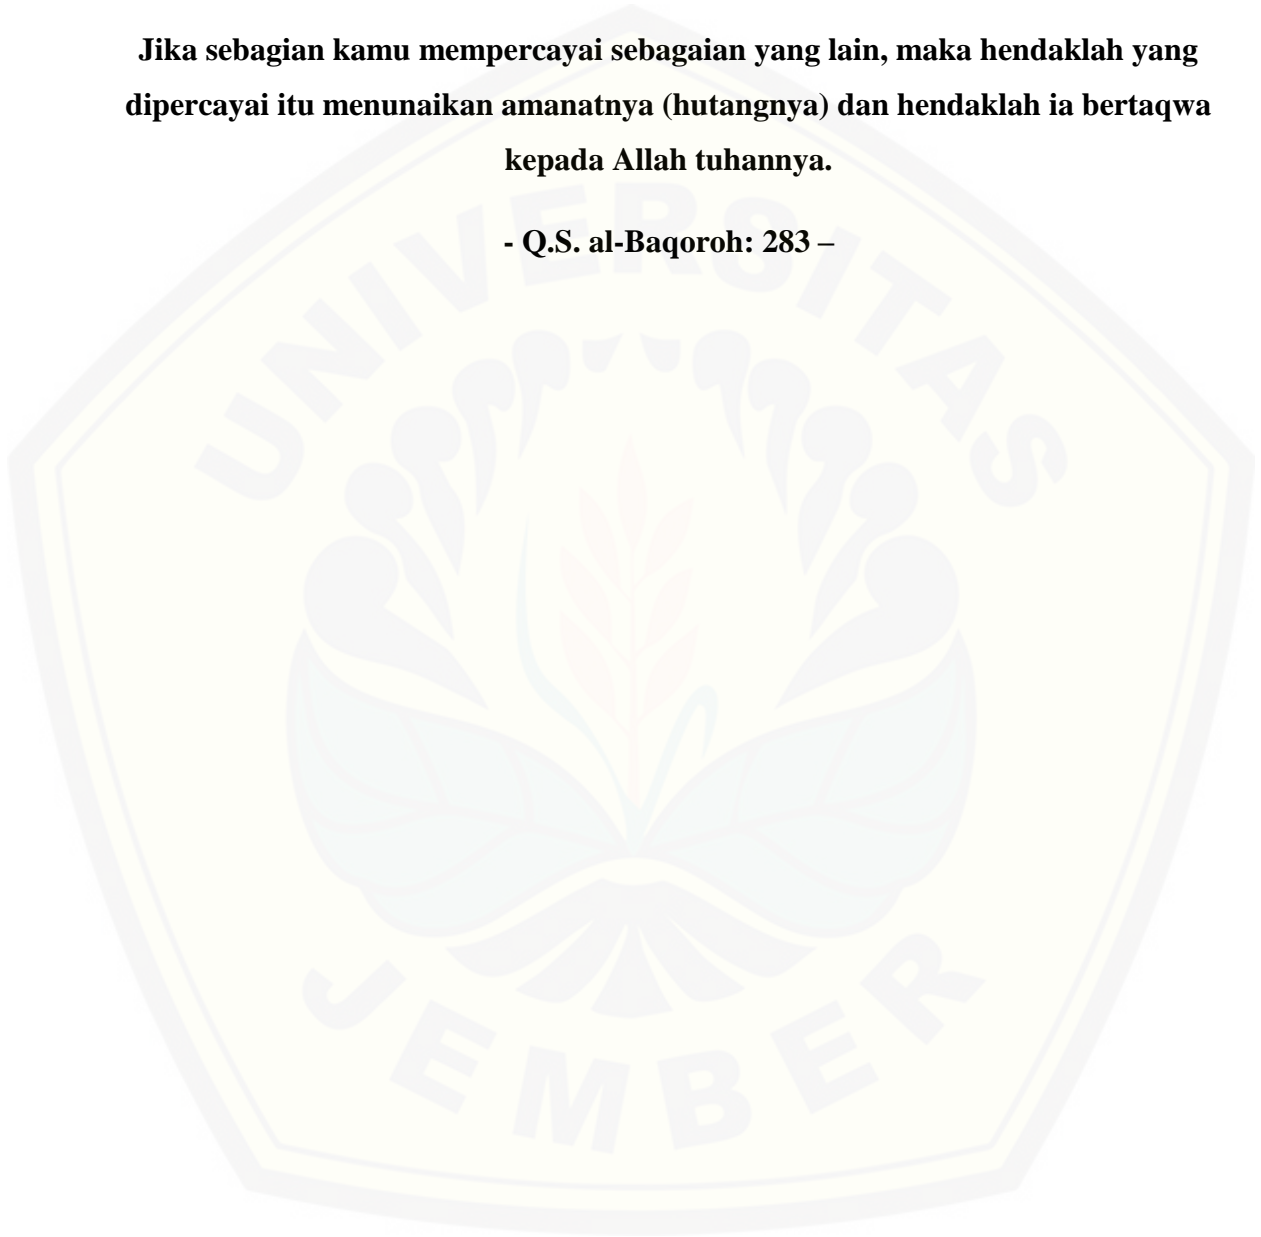 Jika sebagian kamu mempercayai sebagaian yang lain, maka hendaklah yang
dipercayai itu menunaikan amanatnya (hutangnya) dan hendaklah ia bertaqwa
kepada Allah tuhannya.
- Q.S. al-Baqoroh: 283 –
UNIVERSITAS
JEMBER